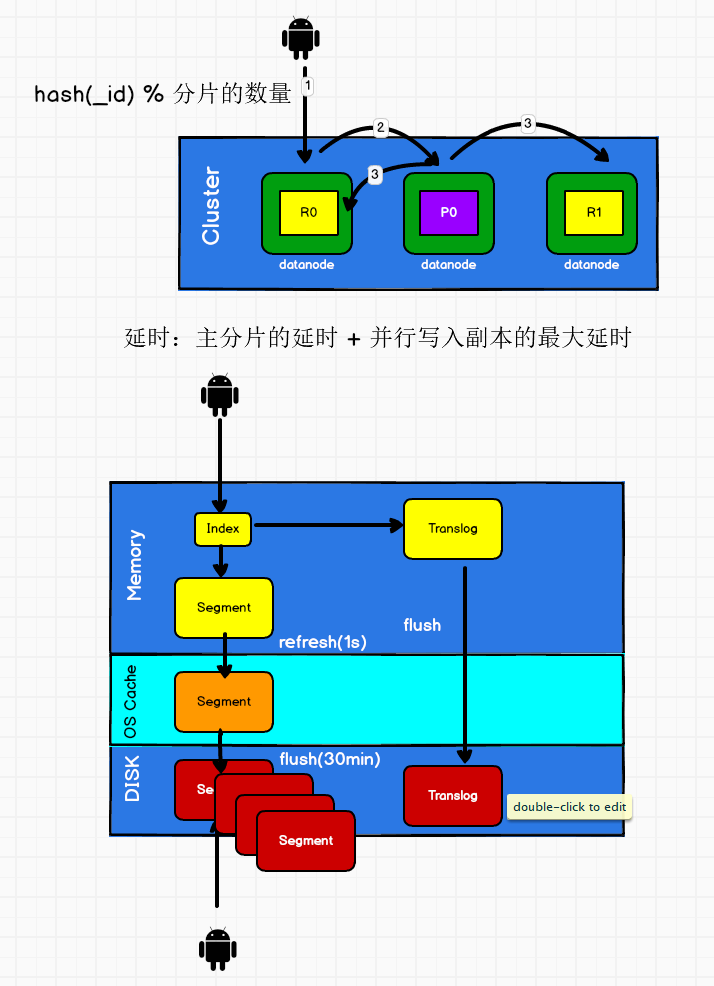 1
hash(_id) % 分片的数量
2
3
3
Cluster
R0
P0
R1
datanode
datanode
datanode
延时：主分片的延时 + 并行写入副本的最大延时
Memory
Index
Translog
Segment
flush
refresh(1s)
OS Cache
Segment
DISK
flush(30min)
Se
Translog
double-click to edit
Segment